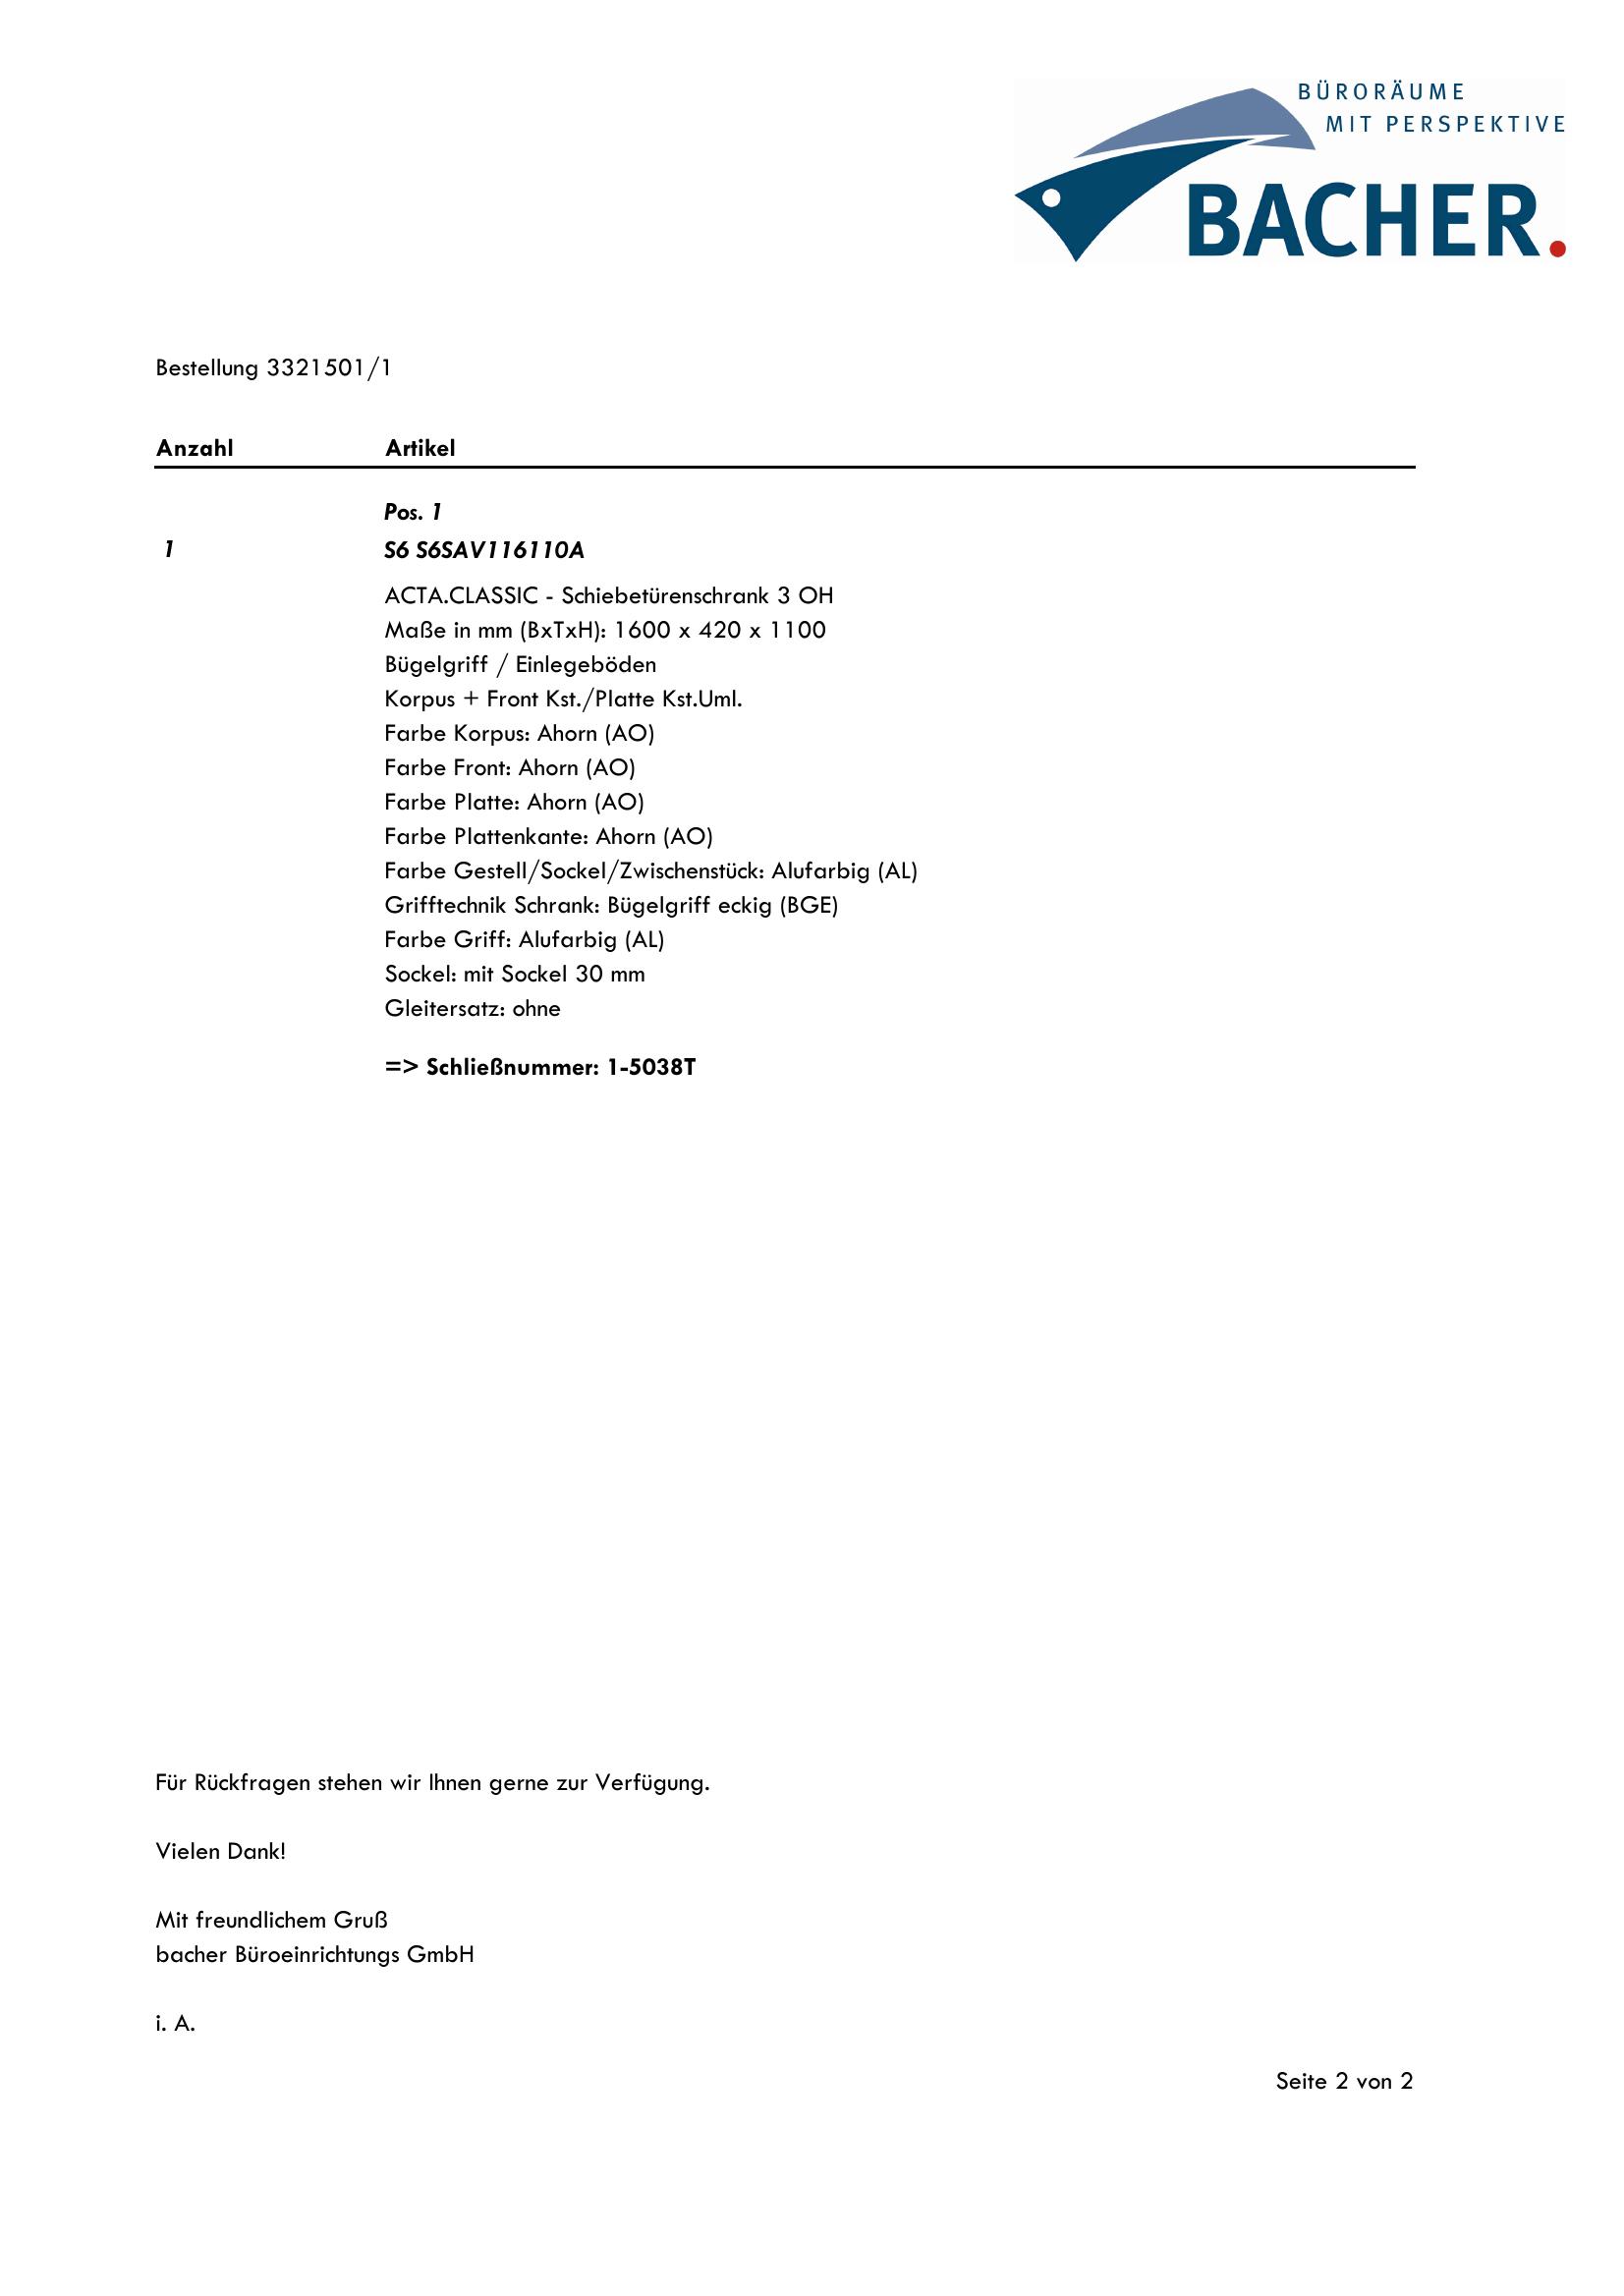 BÜRORÄUME
MIT PERSPEKTIVE
BACHER.
Bestellung 3321501/1
Anzahl Artikel
Pos. 1
1 S6 S6SAV116110A
ACTA.CLASSIC - Schiebetürenschrank 3 OH
Maße in mm (BxTxH): 1600 x 420 x 1100
Bügelgriff / Einlegeböden
Korpus + Front Kst./Platte Kst.Uml.
Farbe Korpus: Ahorn (AO)
Farbe Front: Ahorn (AO)
Farbe Platte: Ahorn (AO)
Farbe Plattenkante: Ahorn (AO)
Farbe Gestell/Sockel/Zwischenstück: Alufarbig (AL)
Grifftechnik Schrank: Bügelgriff eckig (BGE)
Farbe Griff: Alufarbig (AL)
Sockel: mit Sockel 30 mm
Gleitersatz: ohne
=> Schließnummer: 1-5038T
Für Rückfragen stehen wir Ihnen gerne zur Verfügung.
Vielen Dank!
Mit freundlichem Gruß
bacher Büroeinrichtungs GmbH
i. A.
Seite 2 von 2